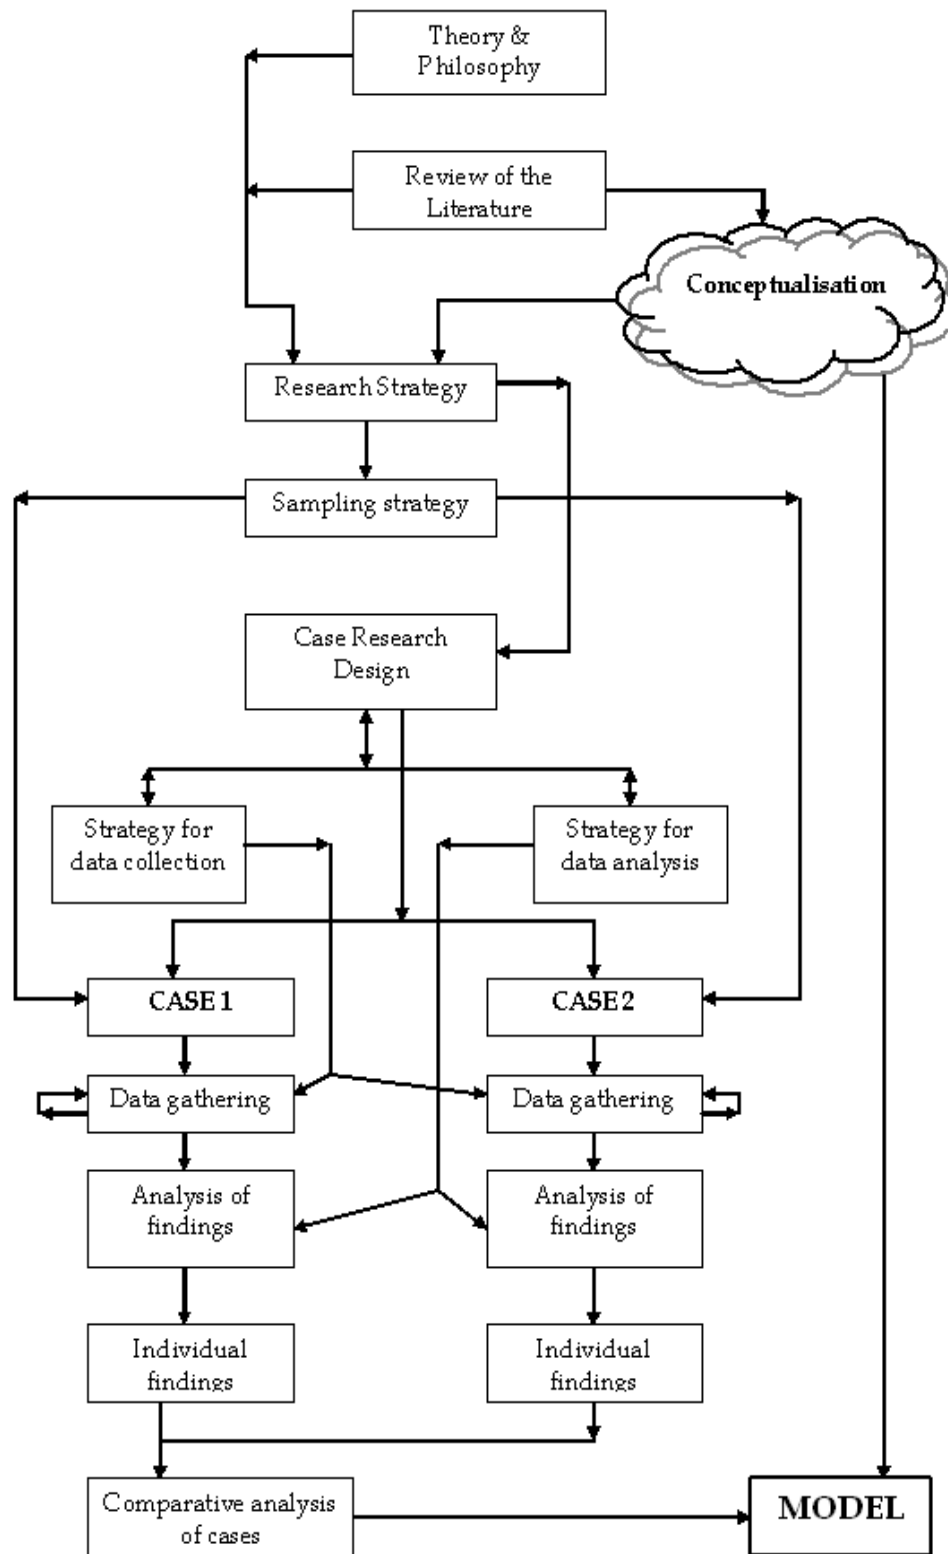 Theory &
Philosophy
Review of the
Literature
Conceptualisation
Research Strategy
Sampling strategy
Case Research
Design
Strategy for
data collection
Strategy for
data analysis
CASE 1
CASE 2
Data gathering
Data gathering
Analysis of
findings
Analysis of
findings
Individual
findings
Individual
findings
Comparative analysis
of cases
MODEL